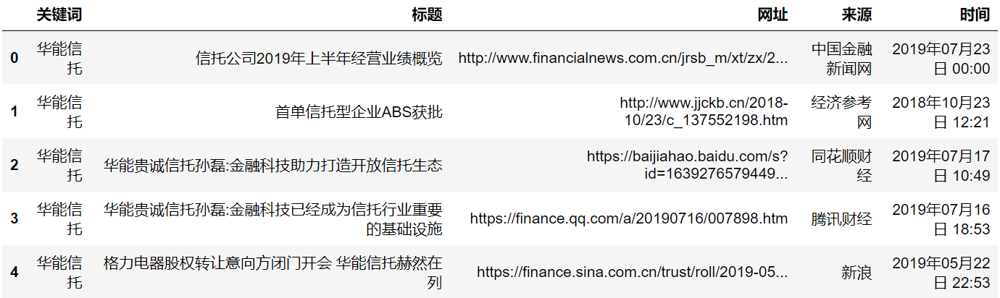 关键词 标题 网址 来源 时间
0 华能信托 信托公司2019年上半年经营业绩概览 http://www.financialnews.com.cn/jrsb_m/xt/zx/2... 中国金融新闻网 2019年07月23日 00:00
1 华能信托 首单信托型企业ABS获批 http://www.jjckb.cn/2018-10/23/c_137552198.htm 经济参考网 2018年10月23日 12:21
2 华能信托 华能贵诚信托孙磊:金融科技助力打造开放信托生态 https://baijiahao.baidu.com/s?id=1639276579449... 同花顺财经 2019年07月17日 10:49
3 华能信托 华能贵诚信托孙磊:金融科技已经成为信托行业重要的基础设施 https://finance.qq.com/a/20190716/007898.htm 腾讯财经 2019年07月16日 18:53
4 华能信托 格力电器股权转让意向方闭门开会 华能信托赫然在列 https://finance.sina.com.cn/trust/roll/2019-05... 新浪 2019年05月22日 22:53